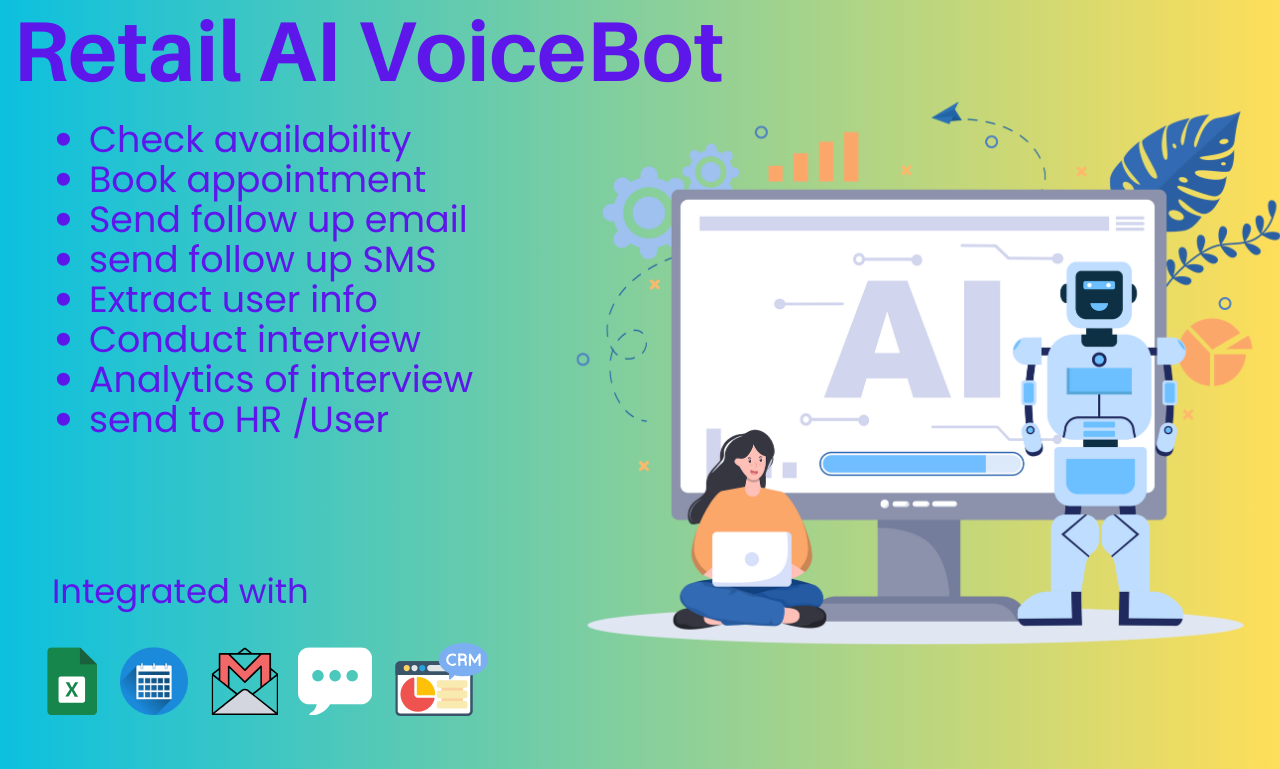 Retail AI VoiceBot
Check availability
Book appointment
Send follow up email
send follow up SMS
Extract user info
Conduct interview
Analytics of interview
send to HR /User
AI
Integrated with
X
CRM